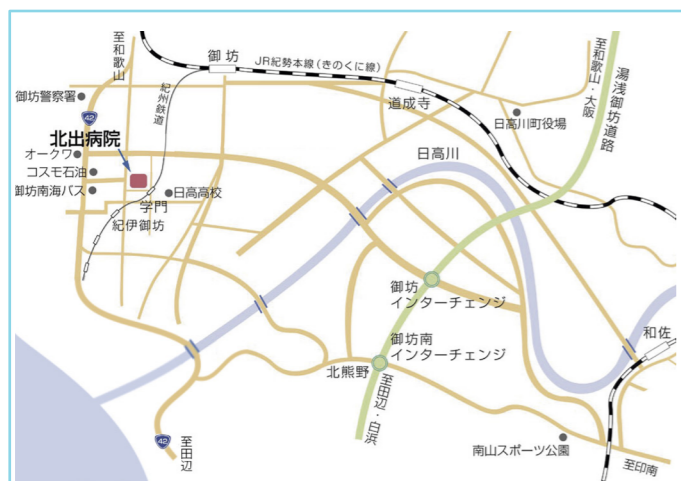 至和歌山
御坊
JR紀勢本線(きのくに線)
至和歌山・大阪
湯浅御坊道路
紀州鉄道
御坊警察署
42
道成寺
日高川町役場
北出病院
オークワ
コスモ石油
御坊南海バス
日高川
日高高校
学門
紀伊御坊
御坊
インターチェンジ
御坊南
インターチェンジ
和佐
北熊野
至田辺・白浜
42
至田辺
南山スポーツ公園
至印南